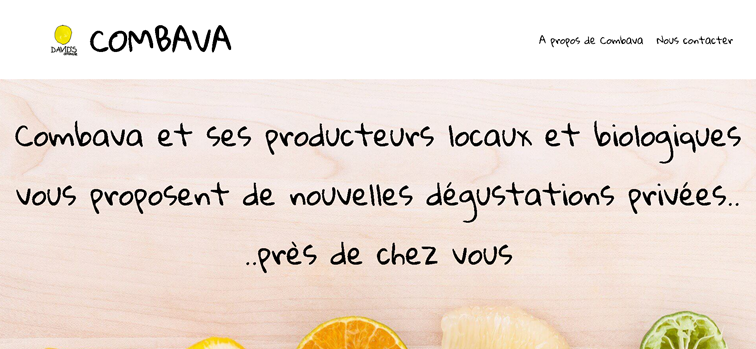 DAVIDS
COMBAVA
A propos de Combava
Nous contacter
Combava et ses producteurs locaux et biologiques
vous proposent de nouvelles dégustations privées..
..près de chez vous